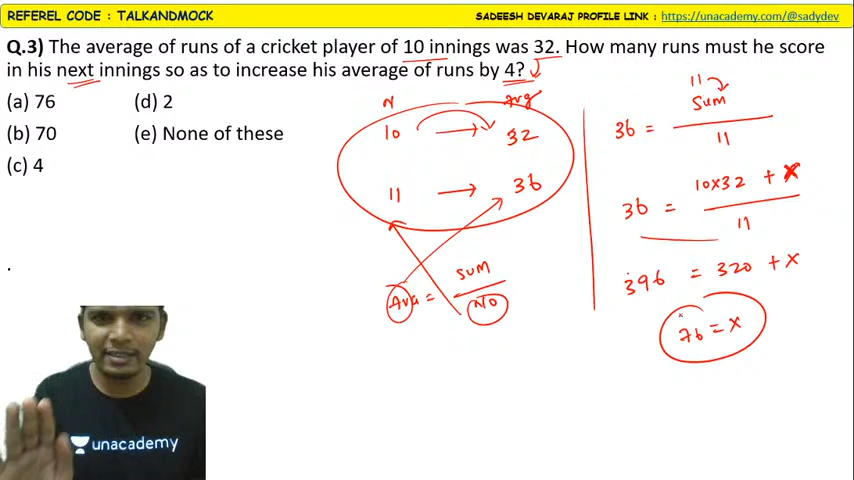 REFEREL CODE : TALKANDMOCK
SADEESH DEVARAJ PROFILE LINK : https://unacademy.com/@sadydev
Q.3) The average of runs of a cricket player of 10 innings was 32. How many runs must he score
in his next innings so as to increase his average of runs by 4?
(a) 76 (d) 2
(b) 70 (e) None of these
(c) 4
N Avg
10 → 32
11 → 36
Avg = SUM
NO
11
SUM
36 =
11
36 = 10x32 + x
11
396 = 320 + x
76 = x
unacademy